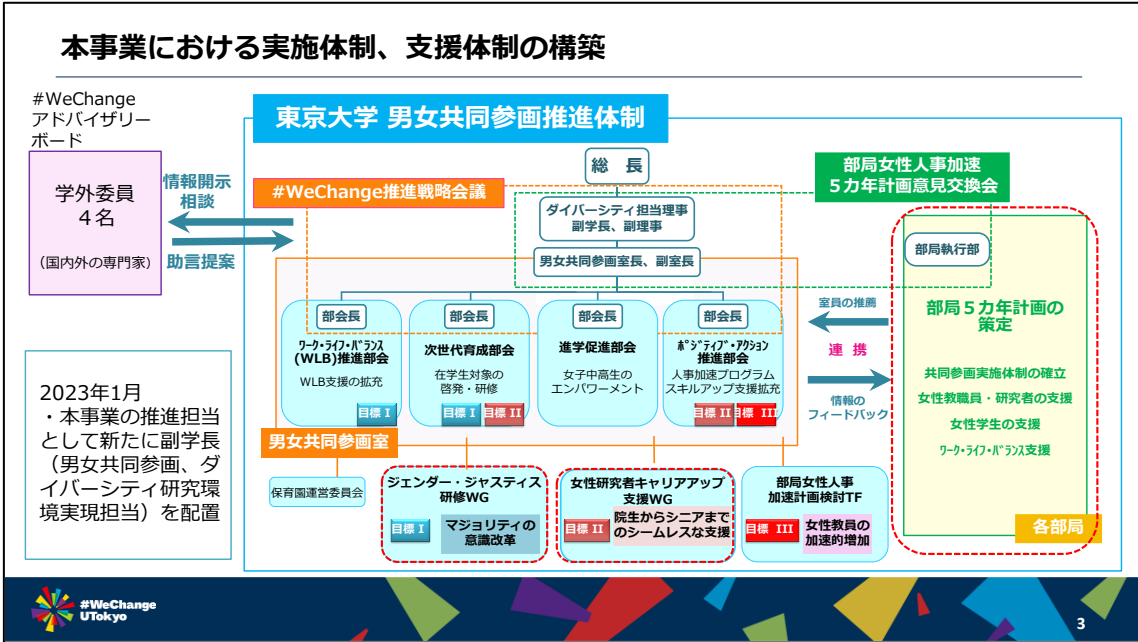 本事業における実施体制、支援体制の構築
#WeChange
アドバイザリー
ボード
学外委員
４名
（国内外の専門家）
情報開示
相談
助言提案
東京大学 男女共同参画推進体制
総 長
#WeChange推進戦略会議
部局女性人事加速
５カ年計画意見交換会
ダイバーシティ担当理事
副学長、副理事
男女共同参画室長、副室長
部会長
ﾜｰｸ・ﾗｲﾌ・ﾊﾞﾗﾝｽ
(WLB)推進部会
WLB支援の拡充
目標 I
部会長
次世代育成部会
在学生対象の
啓発・研修
目標 I
目標 II
部会長
進学促進部会
女子中高生の
エンパワーメント
部会長
ﾎﾟｼﾞﾃｨﾌﾞ・ｱｸｼｮﾝ
推進部会
人事加速プログラム
スキルアップ支援拡充
目標 II
目標 III
男女共同参画室
室員の推薦
連 携
情報の
フィードバック
部局執行部
部局５カ年計画の
策定
共同参画実施体制の確立
女性教職員・研究者の支援
女性学生の支援
ﾜｰｸ・ﾗｲﾌ・ﾊﾞﾗﾝｽ支援
各部局
2023年1月
・本事業の推進担当
として新たに副学長
（男女共同参画、ダ
イバーシティ研究環
境実現担当）を配置
保育園運営委員会
ジェンダー・ジャスティス
研修WG
目標 I
マジョリティの
意識改革
女性研究者キャリアアップ
支援WG
目標 II
院生からシニアまで
のシームレスな支援
部局女性人事
加速計画検討TF
目標 III
女性教員の
加速的増加
#WeChange
UTokyo
3